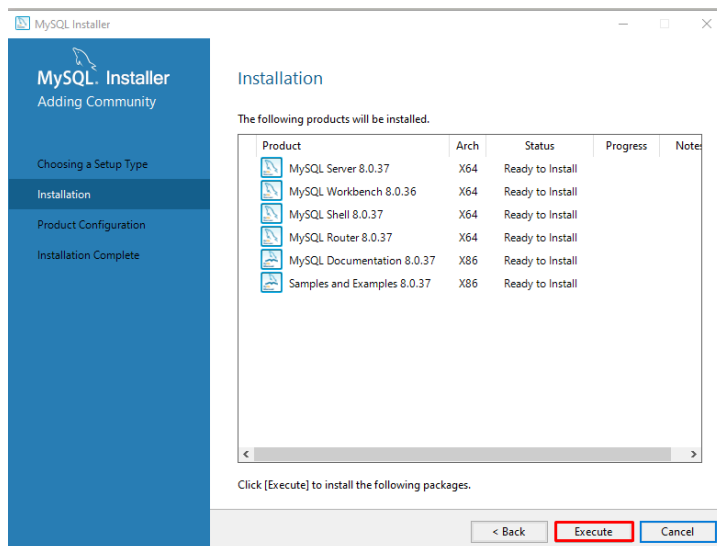 MySQL Installer
MySQL. Installer
Adding Community
Choosing a Setup Type
Installation
Product Configuration
Installation Complete
Installation
The following products will be installed.
Product Arch Status Progress Notes
MySQL Server 8.0.37 X64 Ready to Install
MySQL Workbench 8.0.36 X64 Ready to Install
MySQL Shell 8.0.37 X64 Ready to Install
MySQL Router 8.0.37 X64 Ready to Install
MySQL Documentation 8.0.37 X86 Ready to Install
Samples and Examples 8.0.37 X86 Ready to Install
Click [Execute] to install the following packages.
< Back Execute Cancel